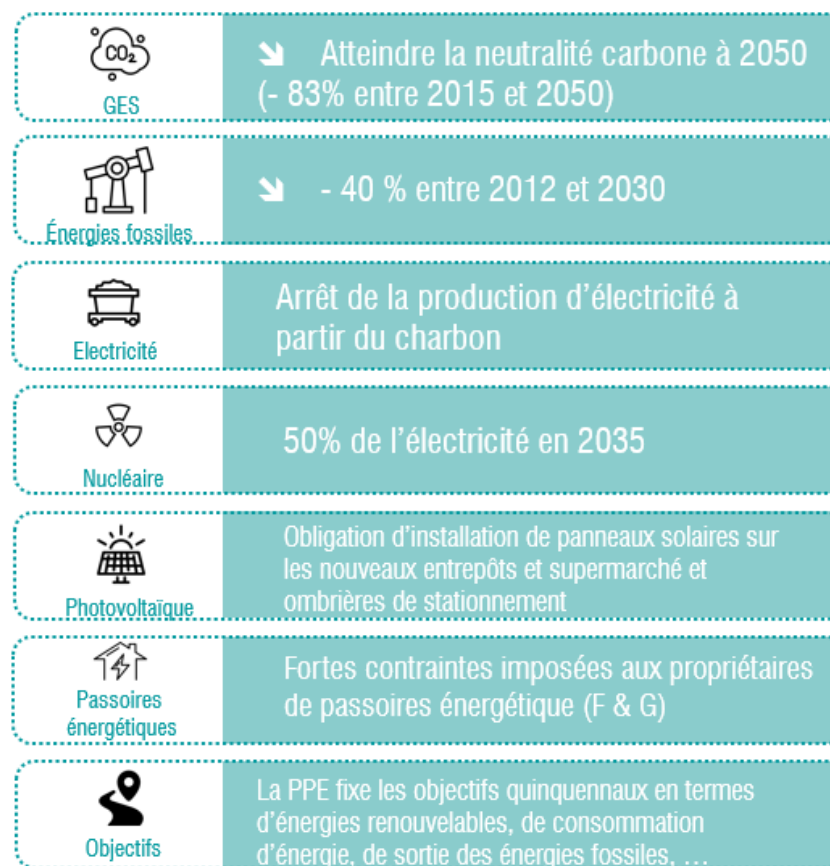 CO₂
GES
➘ Atteindre la neutralité carbone à 2050
(- 83% entre 2015 et 2050)
Énergies fossiles
➘ - 40 % entre 2012 et 2030
Electricité
Arrêt de la production d’électricité à
partir du charbon
Nucléaire
50% de l’électricité en 2035
Photovoltaïque
Obligation d’installation de panneaux solaires sur
les nouveaux entrepôts et supermarché et
ombrières de stationnement
Passoires
énergétiques
Fortes contraintes imposées aux propriétaires
de passoires énergétique (F & G)
Objectifs
La PPE fixe les objectifs quinquennaux en termes
d’énergies renouvelables, de consommation
d’énergie, de sortie des énergies fossiles, …